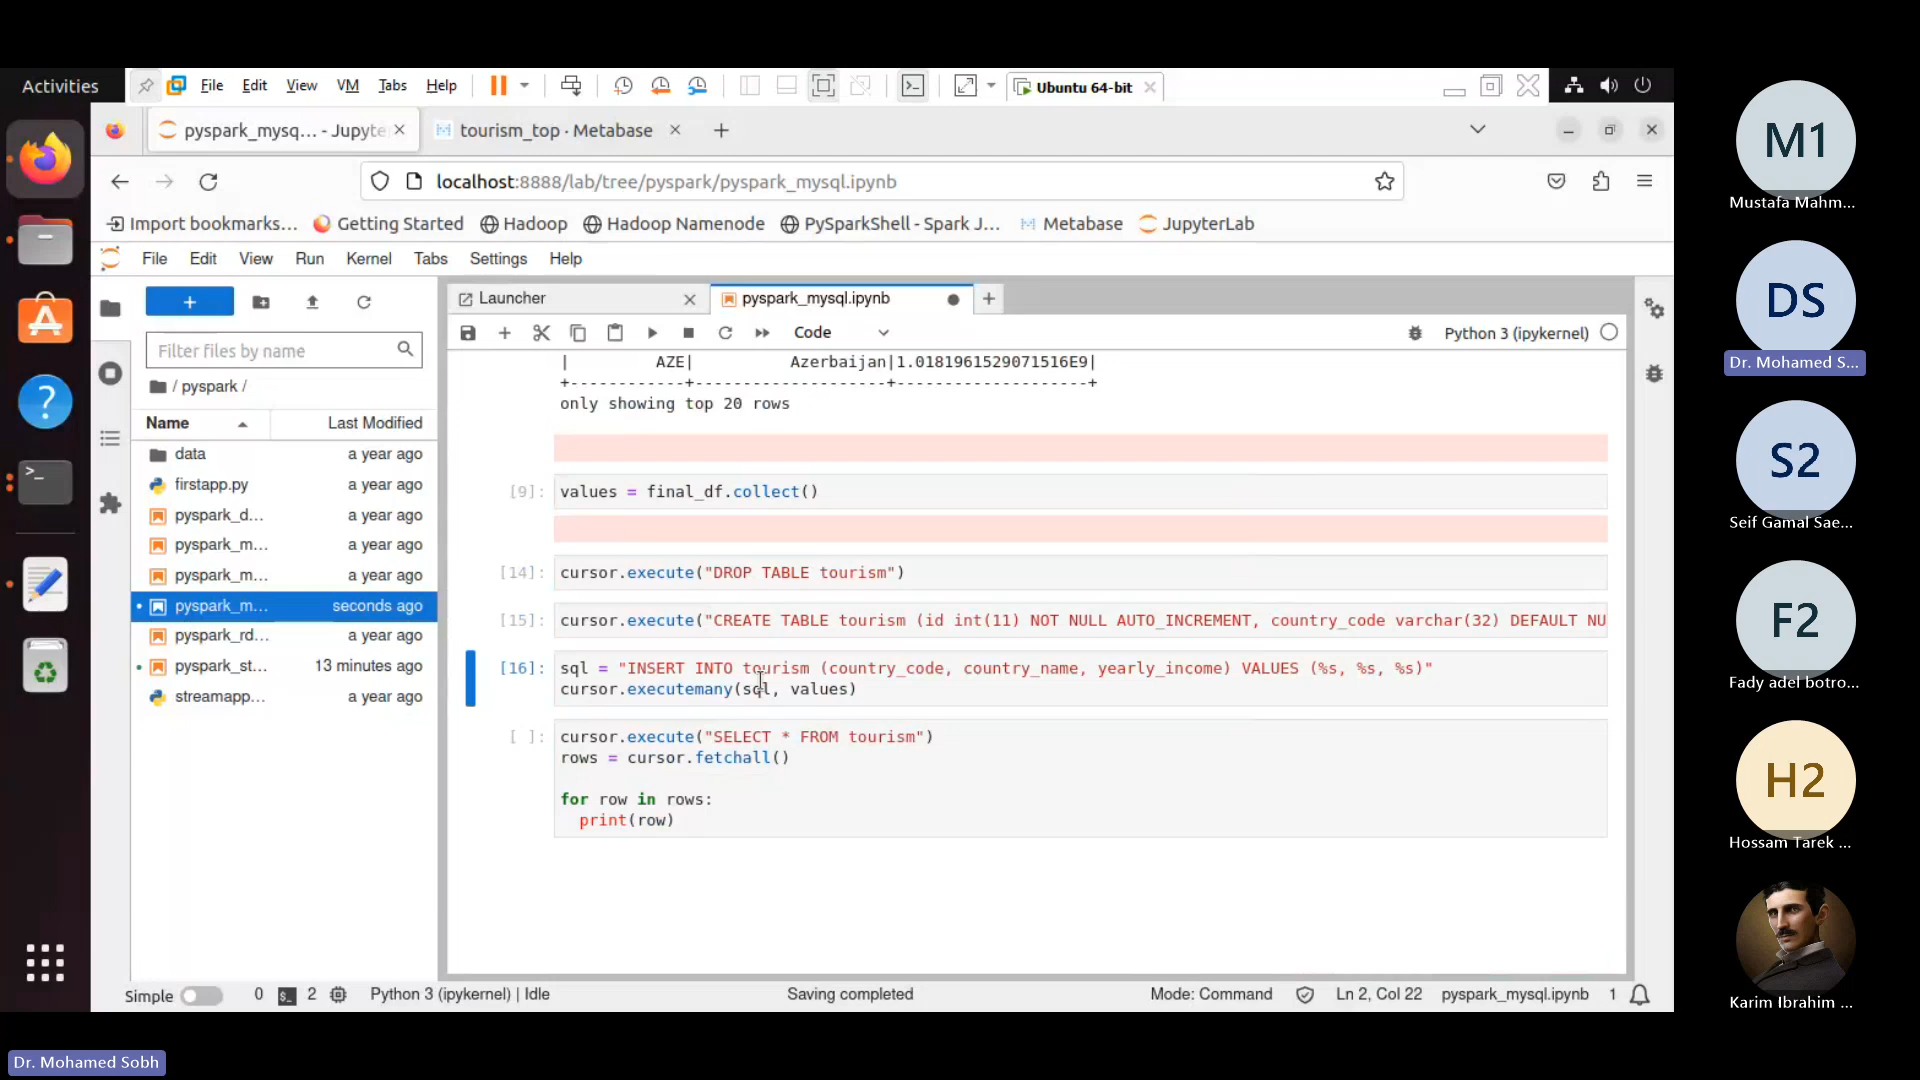 Activities
File Edit View VM Tabs Help
Ubuntu 64-bit
pyspark_mysq... - Jupyte
tourism_top · Metabase
localhost:8888/lab/tree/pyspark/pyspark_mysql.ipynb
Import bookmarks...
Getting Started
Hadoop
Hadoop Namenode
PySparkShell - Spark J...
Metabase
JupyterLab
File Edit View Run Kernel Tabs Settings Help
Launcher
pyspark_mysql.ipynb
Code
Python 3 (ipykernel)
Filter files by name
/ pyspark /
Name Last Modified
data a year ago
firstapp.py a year ago
pyspark_d... a year ago
pyspark_m... a year ago
pyspark_m... a year ago
pyspark_m... seconds ago
pyspark_rd... a year ago
pyspark_st... 13 minutes ago
streamapp... a year ago
| AZE| Azerbaijan|1.0181961529071516E9|
+------------+--------------------+--------------------+
only showing top 20 rows
[9]: values = final_df.collect()
[14]: cursor.execute("DROP TABLE tourism")
[15]: cursor.execute("CREATE TABLE tourism (id int(11) NOT NULL AUTO_INCREMENT, country_code varchar(32) DEFAULT NU
[16]: sql = "INSERT INTO tourism (country_code, country_name, yearly_income) VALUES (%s, %s, %s)"
cursor.executemany(sql, values)
[ ]: cursor.execute("SELECT * FROM tourism")
rows = cursor.fetchall()
for row in rows:
print(row)
Simple 0 2 Python 3 (ipykernel) | Idle Saving completed Mode: Command Ln 2, Col 22 pyspark_mysql.ipynb 1
M1
Mustafa Mahm...
DS
Dr. Mohamed S...
S2
Seif Gamal Sae...
F2
Fady adel botro...
H2
Hossam Tarek ...
Karim Ibrahim ...
Dr. Mohamed Sobh